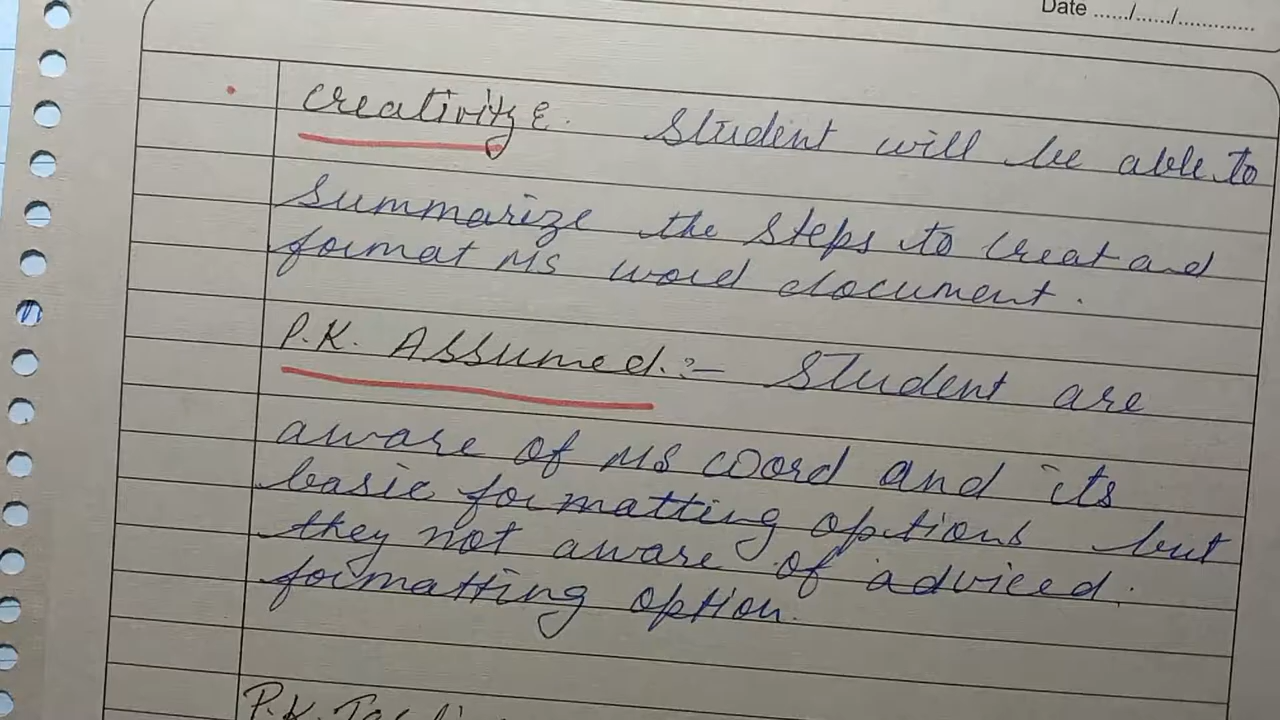 Date ....../....../.............
creativity ε. Student will be able to
summarize the steps to creat and
format MS word document.
P.K. Assumed:- Student are
aware of MS word and its
basic formatting options but
they not aware of adviced.
formatting option.
P.K.